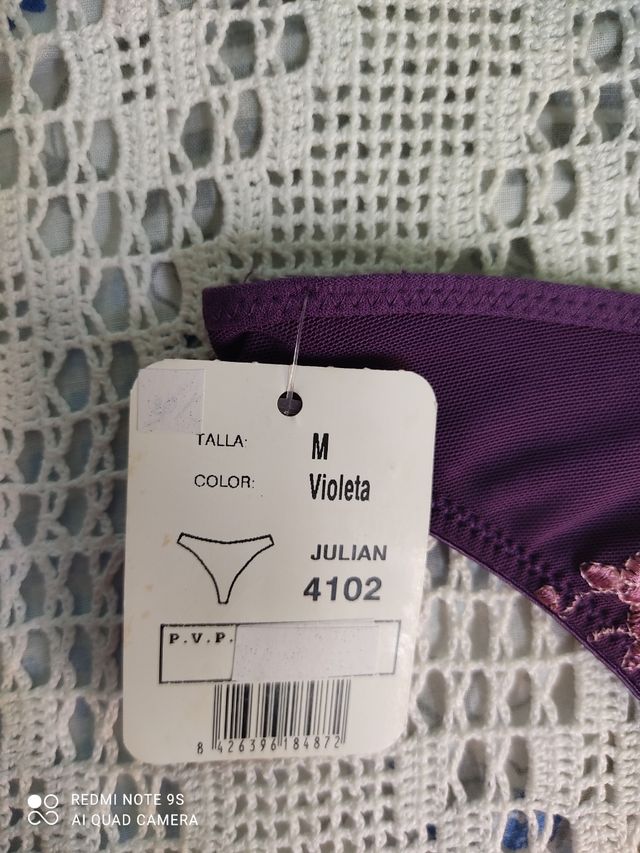 TALLA: M
COLOR: Violeta
JULIAN
4102
P.V.P.
8 426396 184872
REDMI NOTE 9S
AI QUAD CAMERA